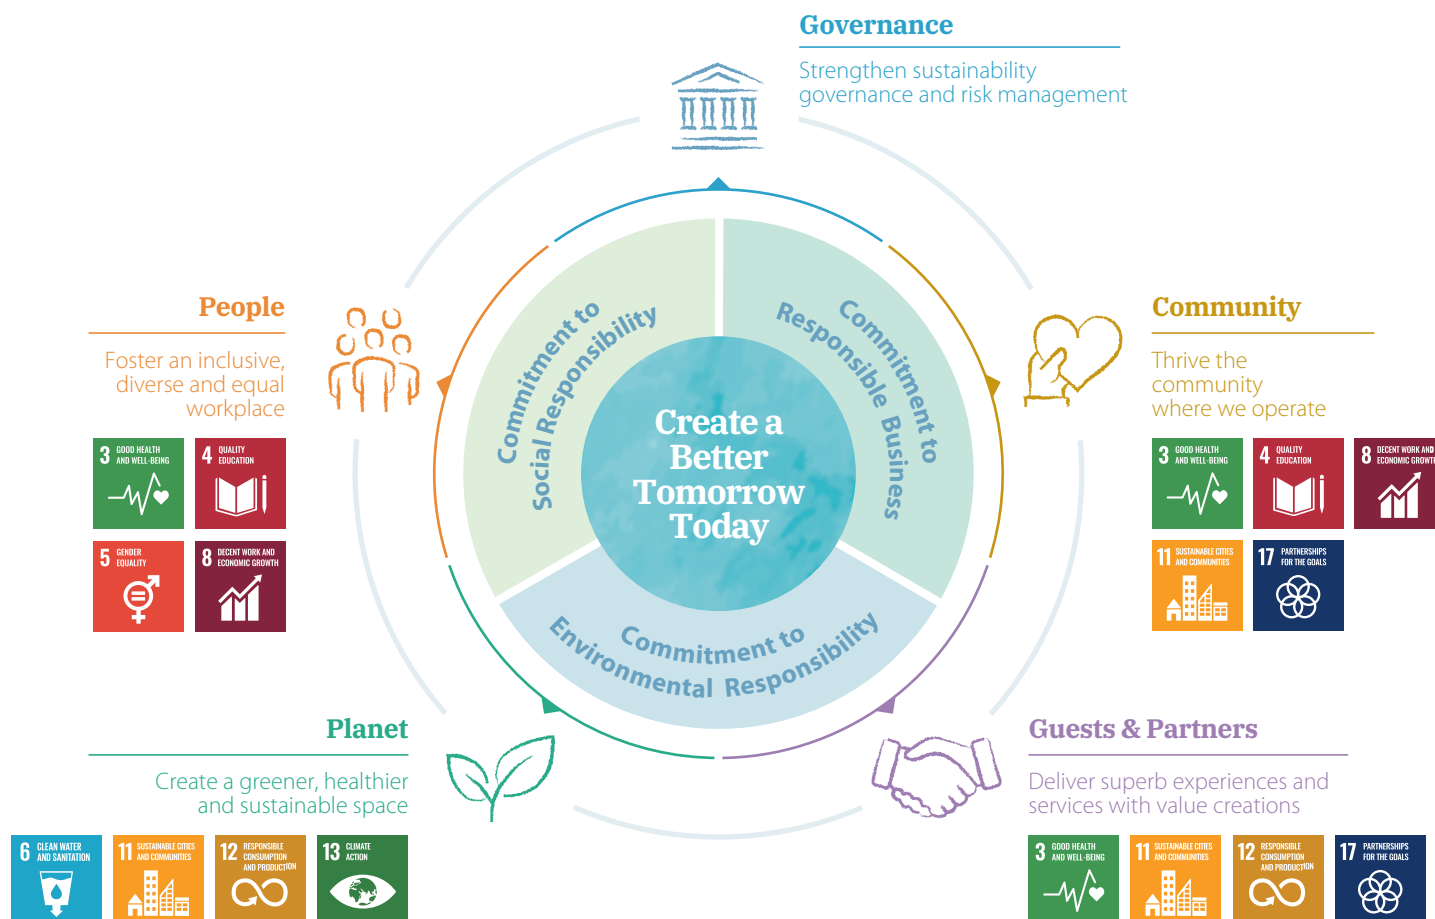 Governance
Strengthen sustainability
governance and risk management
People
Foster an inclusive,
diverse and equal
workplace
3 GOOD HEALTH
AND WELL-BEING
4 QUALITY
EDUCATION
5 GENDER
EQUALITY
8 DECENT WORK AND
ECONOMIC GROWTH
Commitment to
Social Responsibility
Commitment to
Responsible Business
Create a
Better
Tomorrow
Today
Commitment to
Environmental Responsibility
Community
Thrive the
community
where we operate
3 GOOD HEALTH
AND WELL-BEING
4 QUALITY
EDUCATION
8 DECENT WORK AND
ECONOMIC GROWTH
11 SUSTAINABLE CITIES
AND COMMUNITIES
17 PARTNERSHIPS
FOR THE GOALS
Planet
Create a greener, healthier
and sustainable space
6 CLEAN WATER
AND SANITATION
11 SUSTAINABLE CITIES
AND COMMUNITIES
12 RESPONSIBLE
CONSUMPTION
AND PRODUCTION
13 CLIMATE
ACTION
Guests & Partners
Deliver superb experiences and
services with value creations
3 GOOD HEALTH
AND WELL-BEING
11 SUSTAINABLE CITIES
AND COMMUNITIES
12 RESPONSIBLE
CONSUMPTION
AND PRODUCTION
17 PARTNERSHIPS
FOR THE GOALS